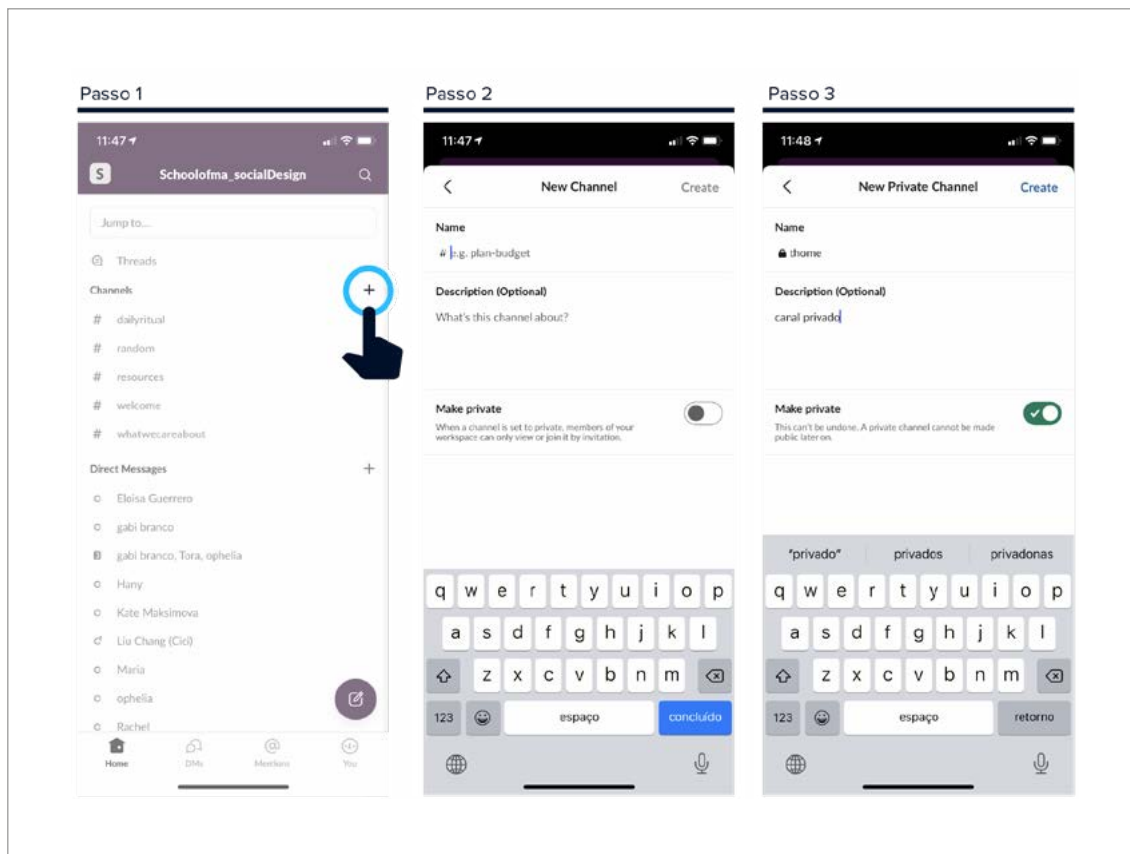 Passo 1
11:47
S
Schoolofma_socialDesign
Jump to...
Threads
Channels
+
# dailyritual
# random
# resources
# welcome
# whatwecareabout
Direct Messages
+
Eloisa Guerrero
gabi branco
gabi branco, Tora, ophelia
Hany
Kate Maksimova
Liu Chang (Cici)
Maria
ophelia
Rachel
Home
DMs
Mentions
You
Passo 2
11:47
New Channel
Create
Name
# e.g. plan-budget
Description (Optional)
What's this channel about?
Make private
When a channel is set to private, members of your
workspace can only view or join it by invitation.
q w e r t y u i o p
a s d f g h j k l
z x c v b n m
123
espaço
concluído
Passo 3
11:48
New Private Channel
Create
Name
thorne
Description (Optional)
canal privado
Make private
This can't be undone. A private channel cannot be made
public later on.
"privado"
privados
privadonas
q w e r t y u i o p
a s d f g h j k l
z x c v b n m
123
espaço
retorno